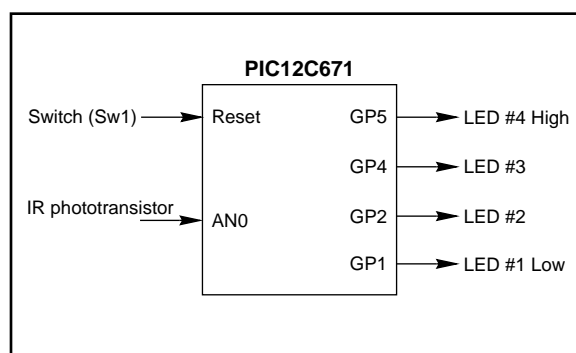 PIC12C671
Switch (Sw1) Reset GP5 LED #4 High
GP4 LED #3
IR phototransistor AN0 GP2 LED #2
GP1 LED #1 Low